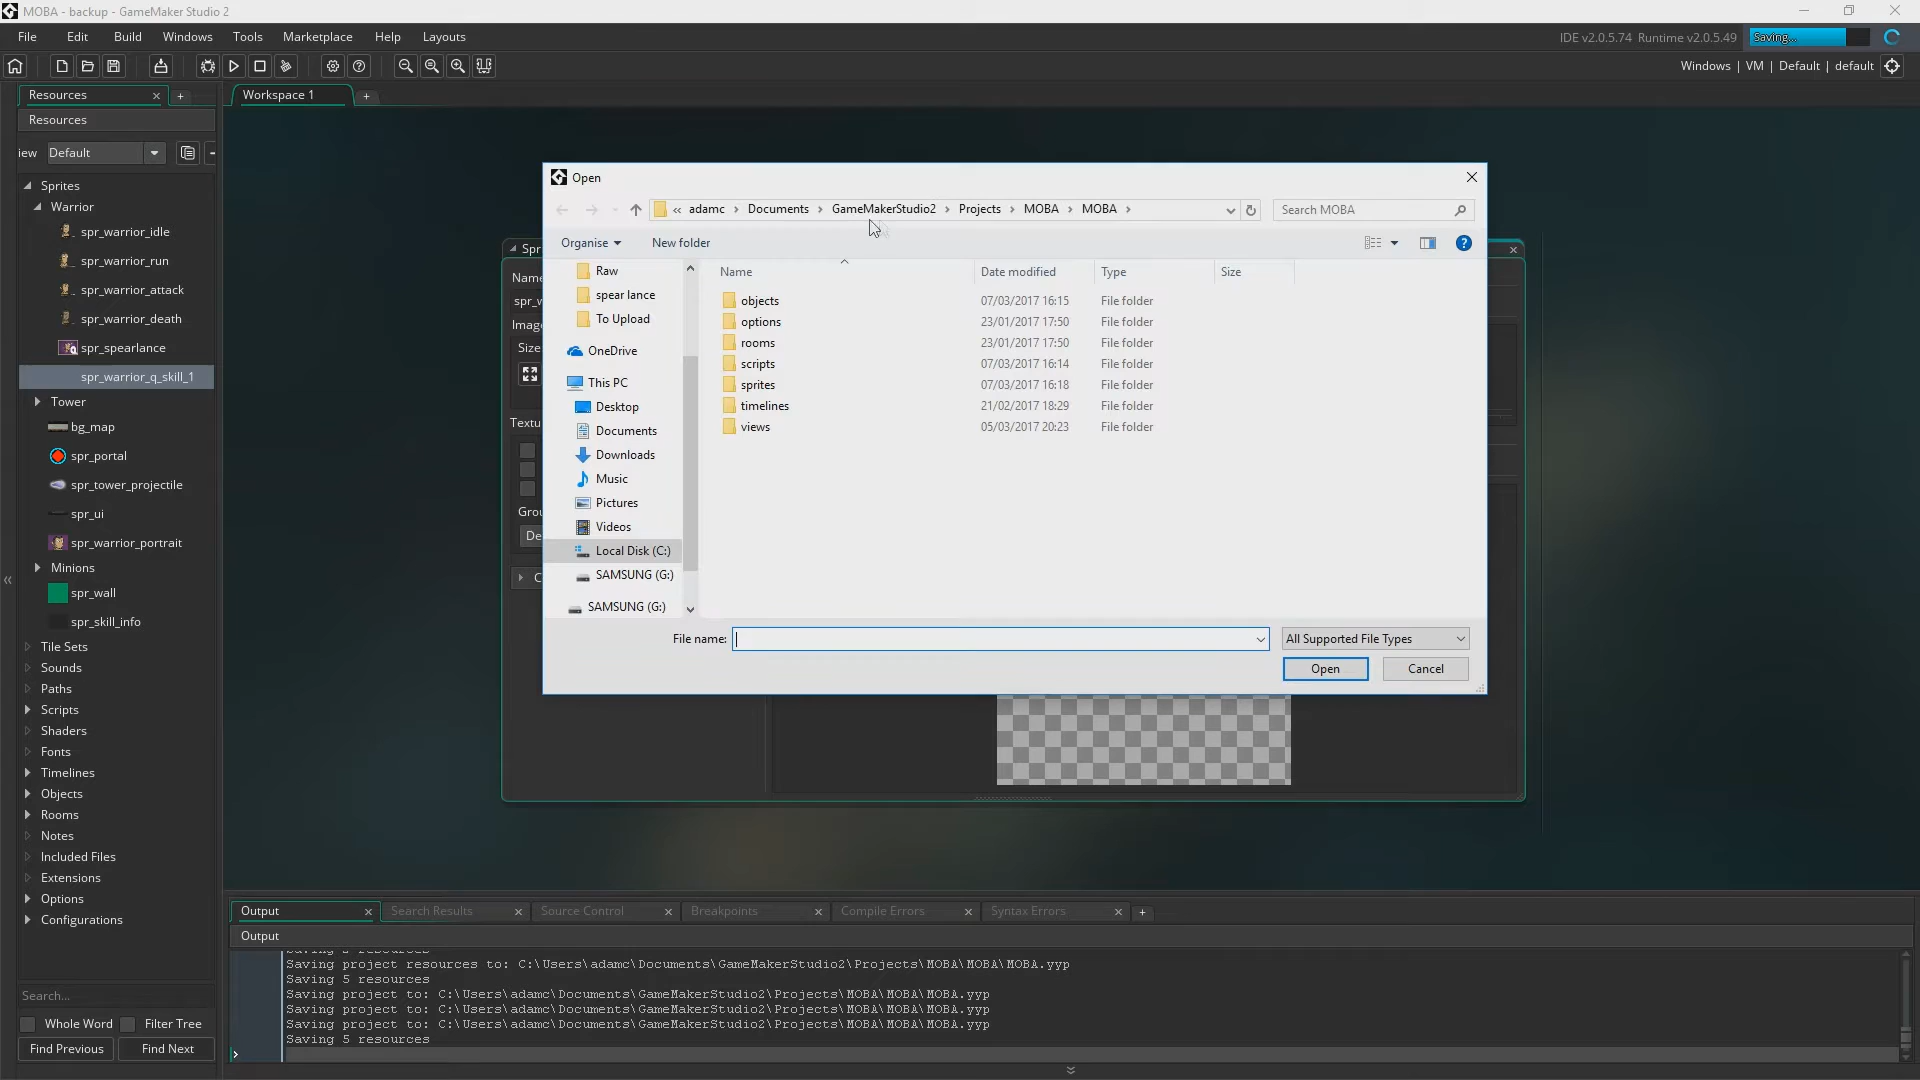 MOBA - backup - GameMaker Studio 2
File Edit Build Windows Tools Marketplace Help Layouts
IDE v2.0.5.74 Runtime v2.0.5.49
Saving...
Windows | VM | Default | default
Resources
Workspace 1
Resources
iew Default
Sprites
Warrior
spr_warrior_idle
spr_warrior_run
spr_warrior_attack
spr_warrior_death
spr_spearlance
spr_warrior_q_skill_1
Tower
bg_map
spr_portal
spr_tower_projectile
spr_ui
spr_warrior_portrait
Minions
spr_wall
spr_skill_info
Tile Sets
Sounds
Paths
Scripts
Shaders
Fonts
Timelines
Objects
Rooms
Notes
Included Files
Extensions
Options
Configurations
Search...
Whole Word Filter Tree
Find Previous Find Next
Spr
Name
spr_w
Image
Size
Textu
Grou
De
C
Open
« adamc › Documents › GameMakerStudio2 › Projects › MOBA › MOBA ›
Search MOBA
Organise New folder
Raw
spear lance
To Upload
OneDrive
This PC
Desktop
Documents
Downloads
Music
Pictures
Videos
Local Disk (C:)
SAMSUNG (G:)
SAMSUNG (G:)
Name Date modified Type Size
objects 07/03/2017 16:15 File folder
options 23/01/2017 17:50 File folder
rooms 23/01/2017 17:50 File folder
scripts 07/03/2017 16:14 File folder
sprites 07/03/2017 16:18 File folder
timelines 21/02/2017 18:29 File folder
views 05/03/2017 20:23 File folder
File name:
All Supported File Types
Open Cancel
Output Search Results Source Control Breakpoints Compile Errors Syntax Errors
Output
Saving project resources to: C:\Users\adamc\Documents\GameMakerStudio2\Projects\MOBA\MOBA\MOBA.yyp
Saving 5 resources
Saving project to: C:\Users\adamc\Documents\GameMakerStudio2\Projects\MOBA\MOBA\MOBA.yyp
Saving project to: C:\Users\adamc\Documents\GameMakerStudio2\Projects\MOBA\MOBA\MOBA.yyp
Saving project to: C:\Users\adamc\Documents\GameMakerStudio2\Projects\MOBA\MOBA\MOBA.yyp
Saving 5 resources